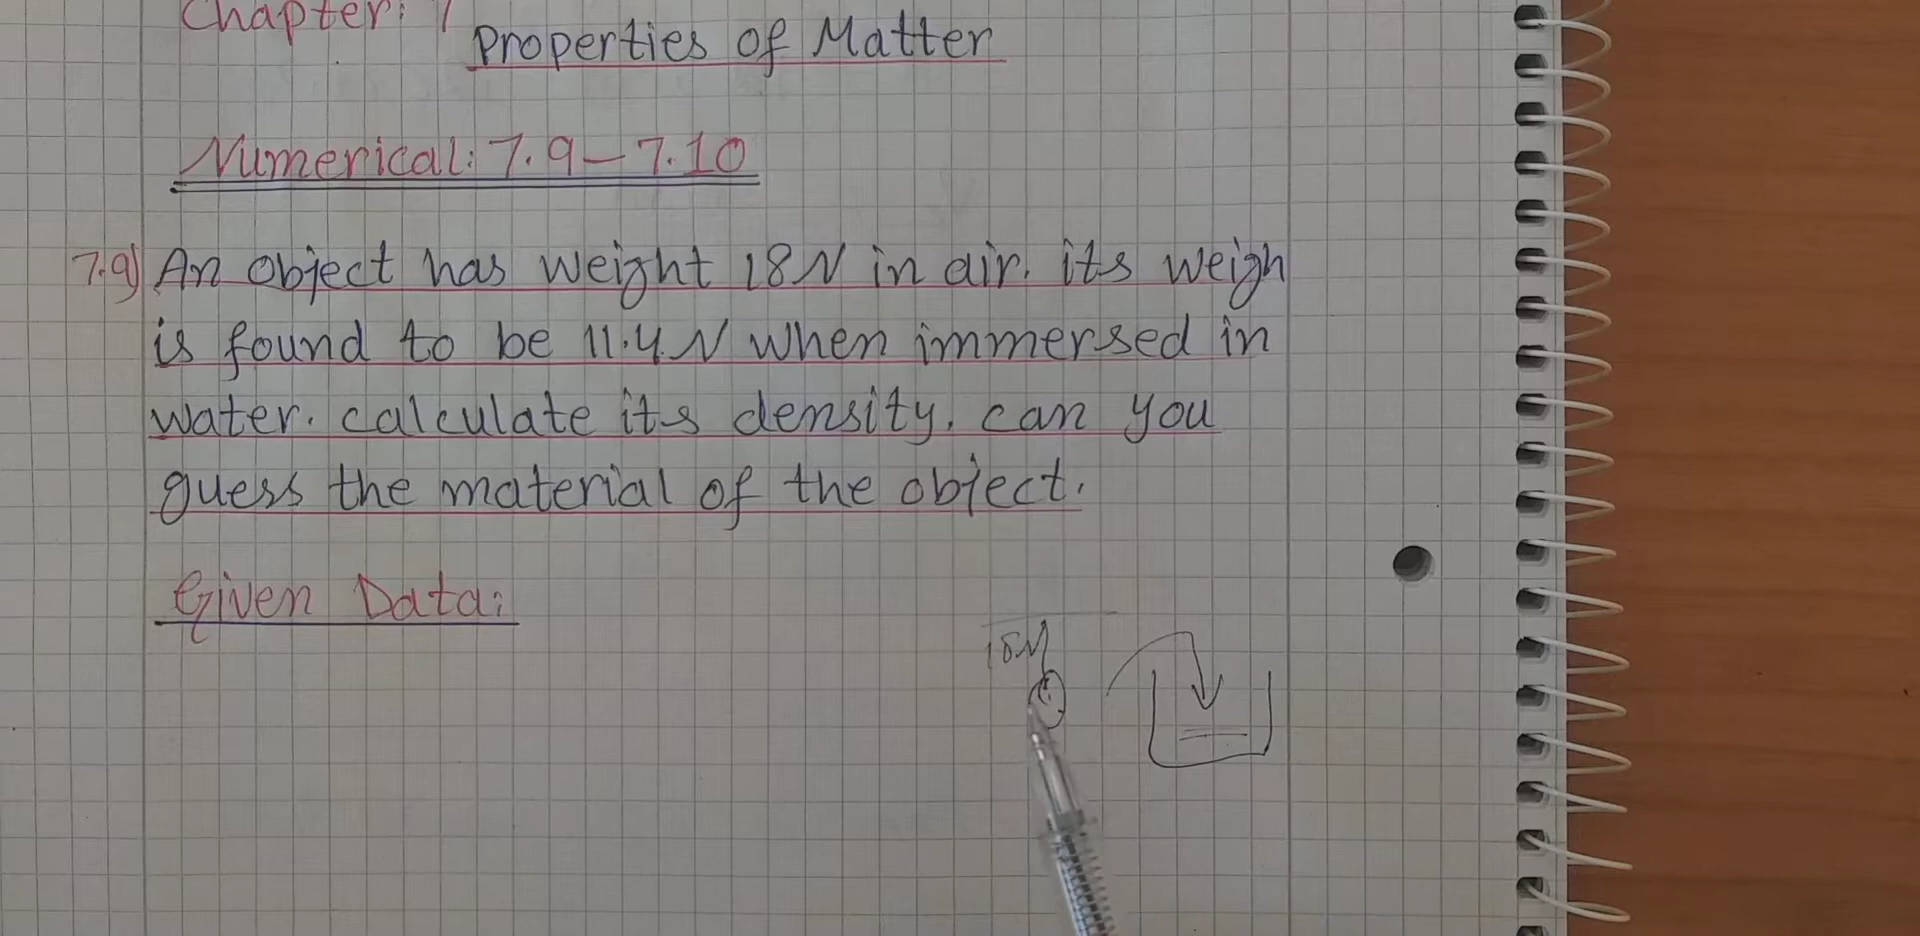 Chapter: 7
Properties of Matter
Numerical: 7.9-7.10
7.9) An object has weight 18N in air. its weigh
is found to be 11.4N when immersed in
water. calculate its density. can you
guess the material of the object.
Given Data:
18N